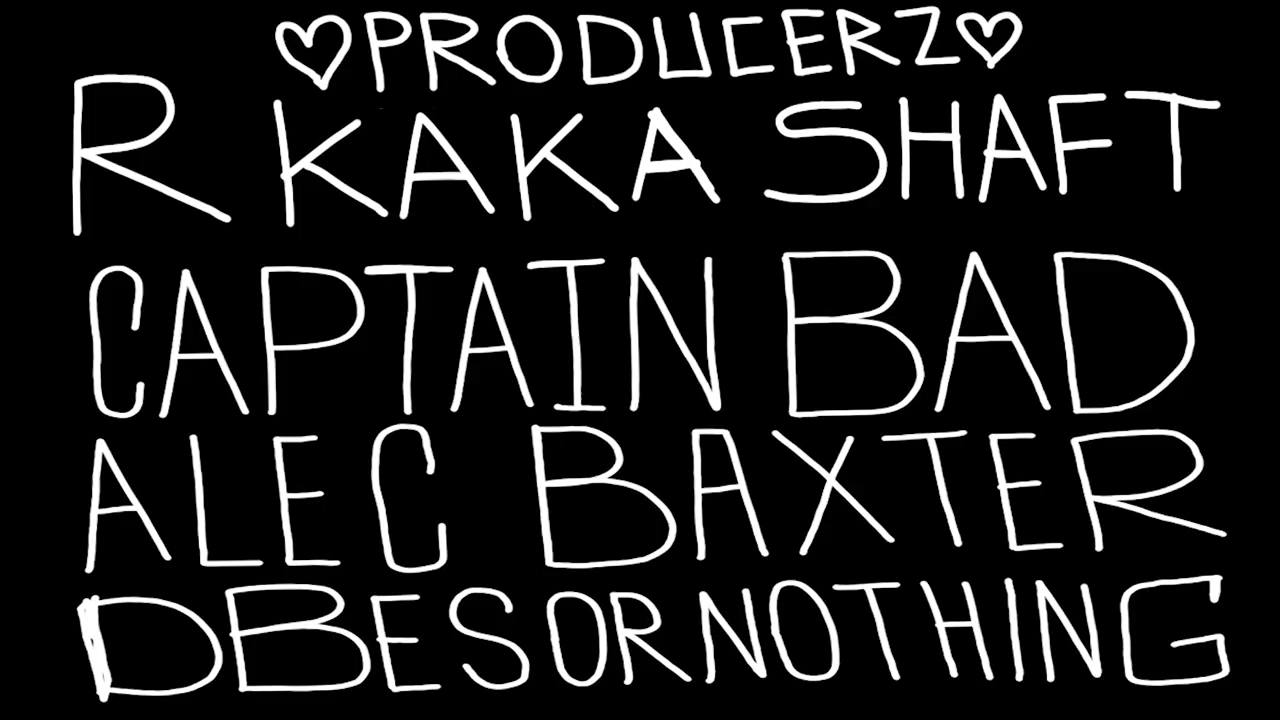 ♡PRODUCERZ♡
R KAKA SHAFT
CAPTAIN BAD
ALEC BAXTER
DBESORNOTHING